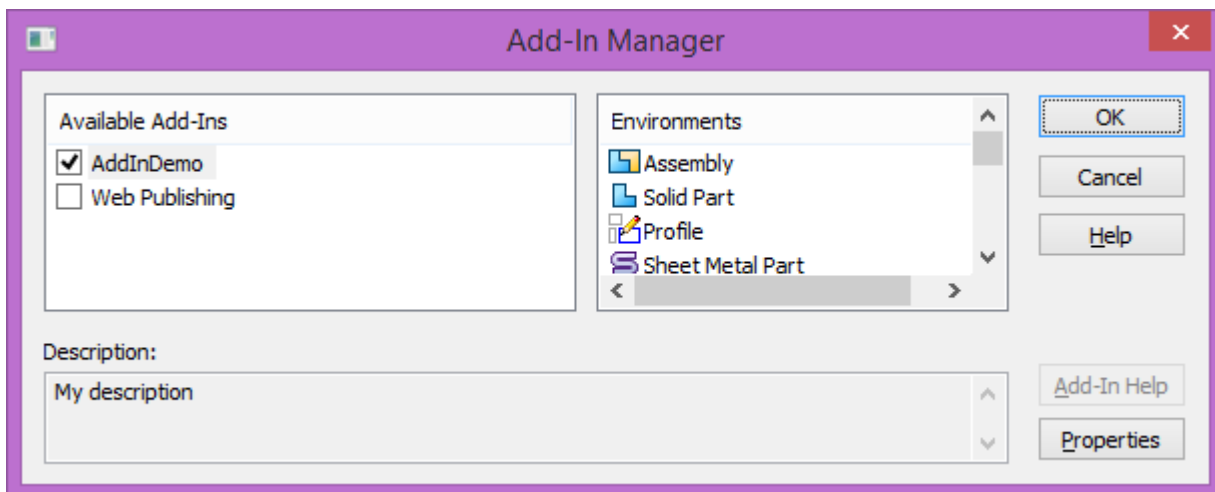 Add-In Manager
Available Add-Ins
AddInDemo
Web Publishing
Environments
Assembly
Solid Part
Profile
Sheet Metal Part
OK
Cancel
Help
Description:
My description
Add-In Help
Properties